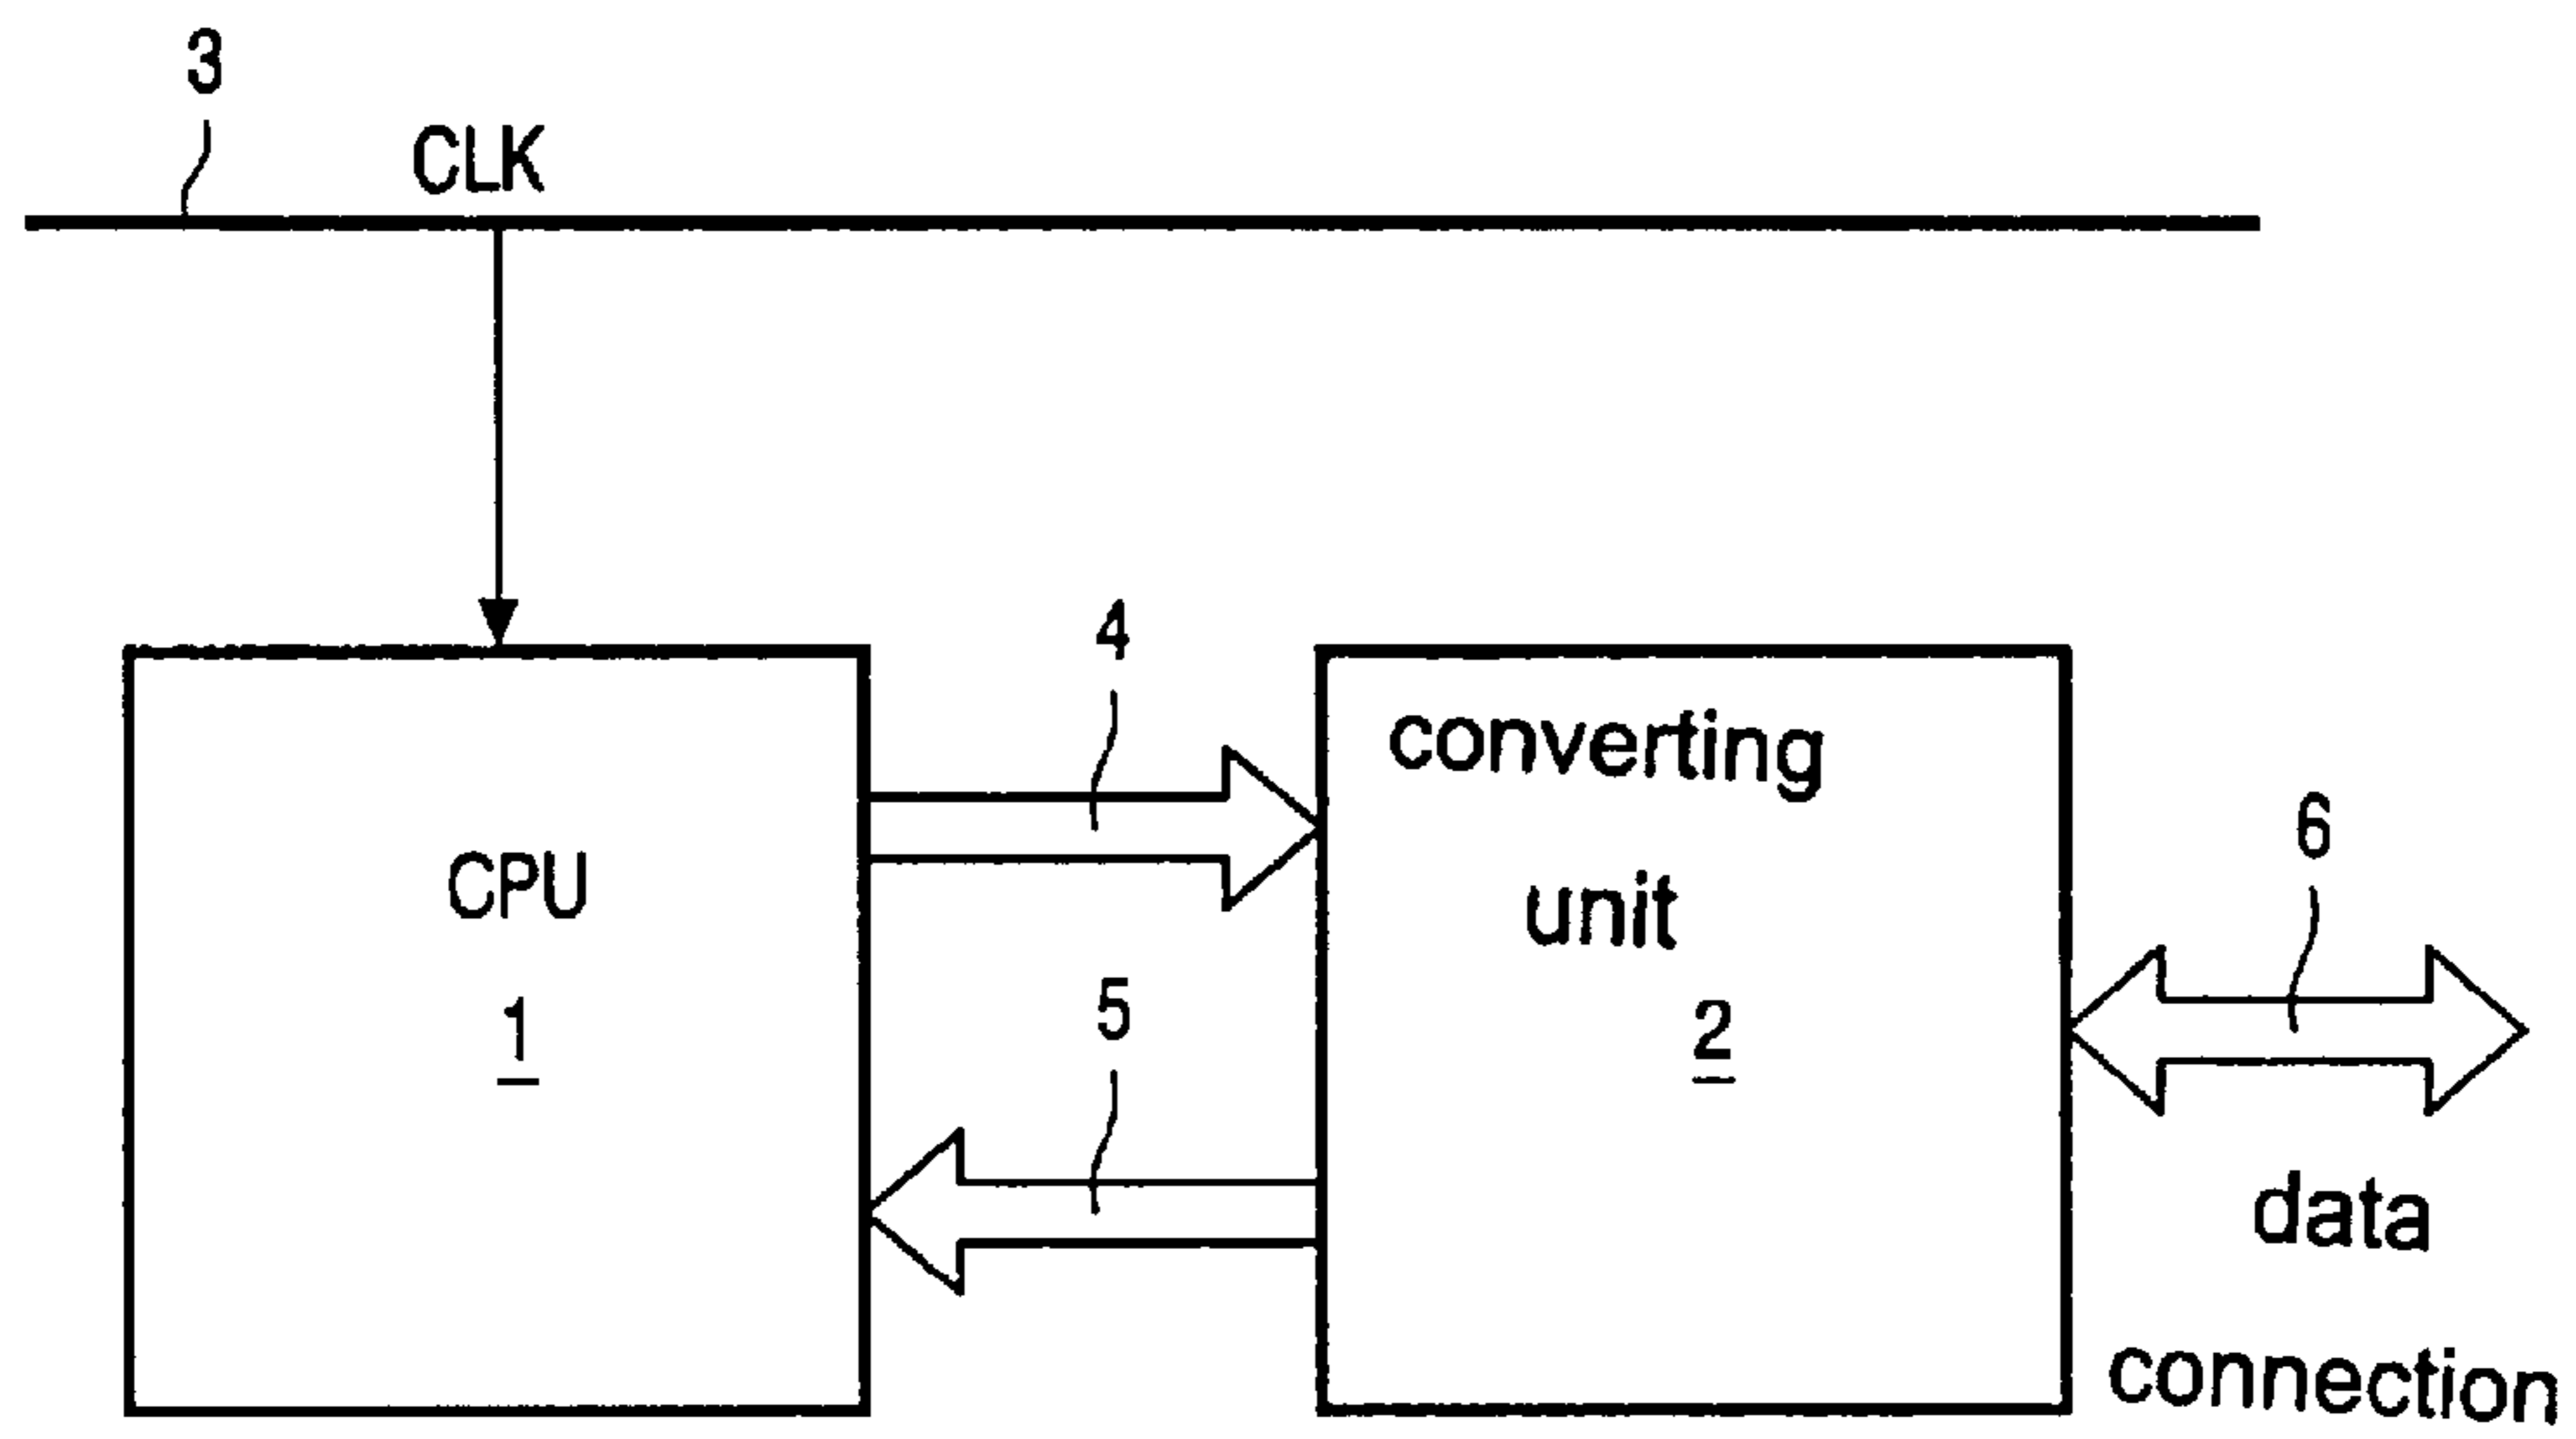 3
CLK
4
converting
unit
2
CPU
1
5
6
data
connection